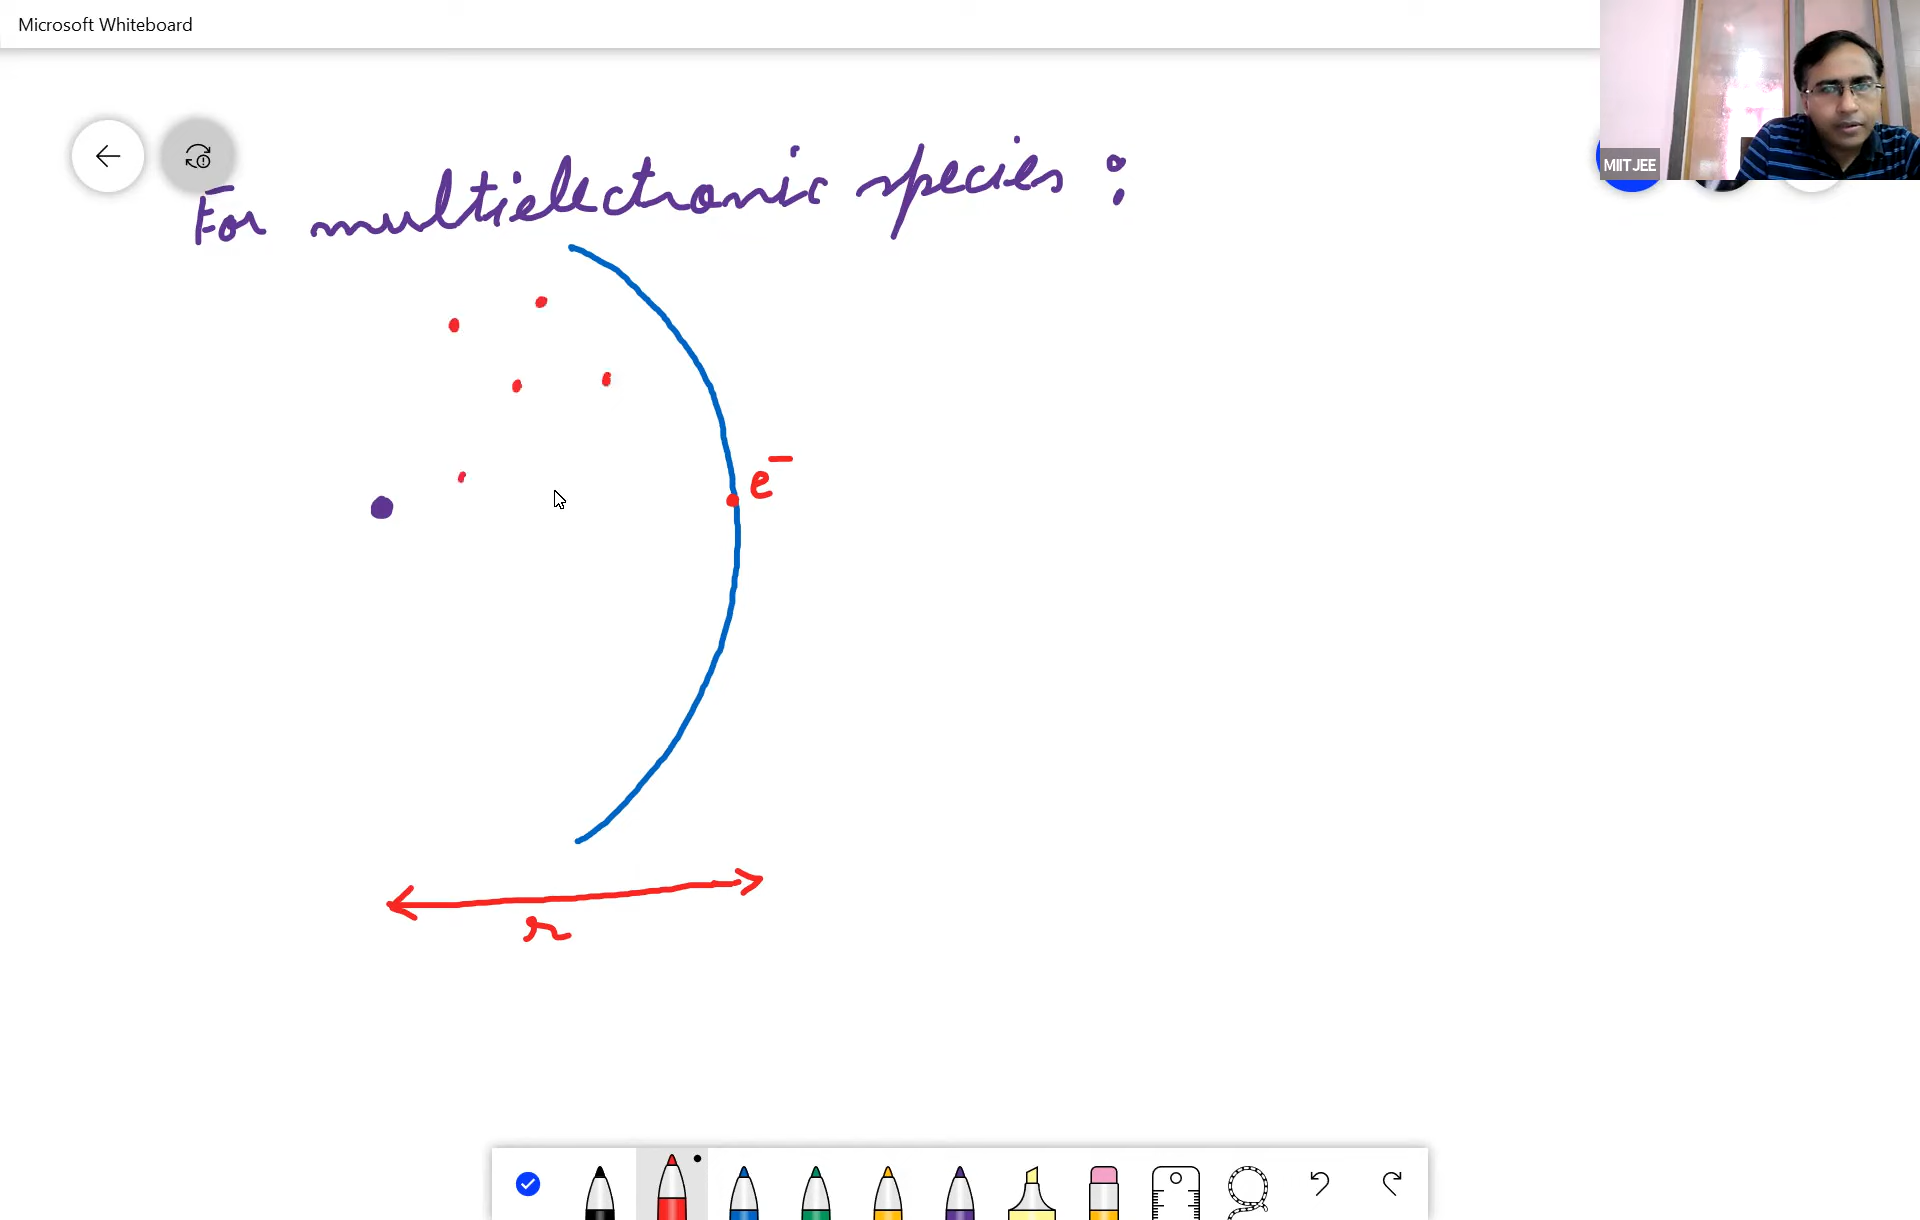 Microsoft Whiteboard
MIIT JEE
For multielectronic species :
e⁻
r